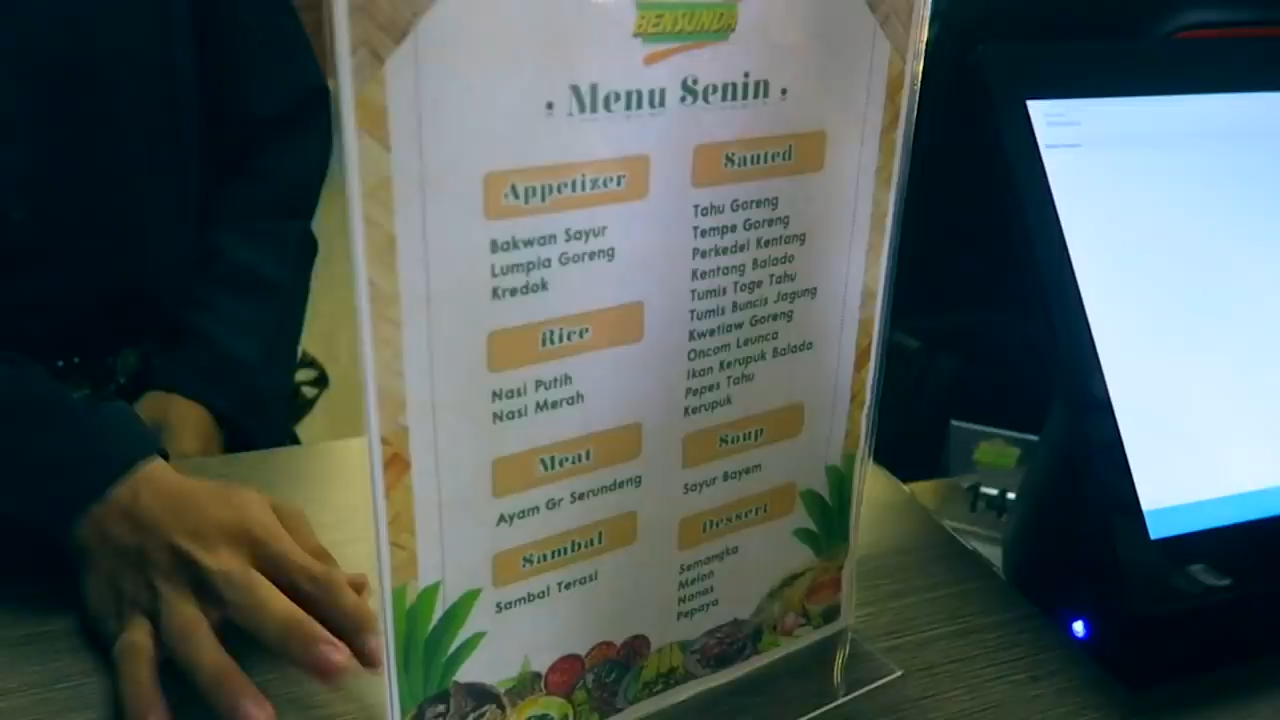 BENSUNDA
• Menu Senin •
Appetizer
Bakwan Sayur
Lumpia Goreng
Kredok
Rice
Nasi Putih
Nasi Merah
Meat
Ayam Gr Serundeng
Sambal
Sambal Terasi
Sauted
Tahu Goreng
Tempe Goreng
Perkedel Kentang
Kentang Balado
Tumis Toge Tahu
Tumis Buncis Jagung
Kwetiaw Goreng
Oncom Leunca
Ikan Kerupuk Balado
Pepes Tahu
Kerupuk
Soup
Sayur Bayem
Dessert
Semangka
Melon
Nanas
Pepaya